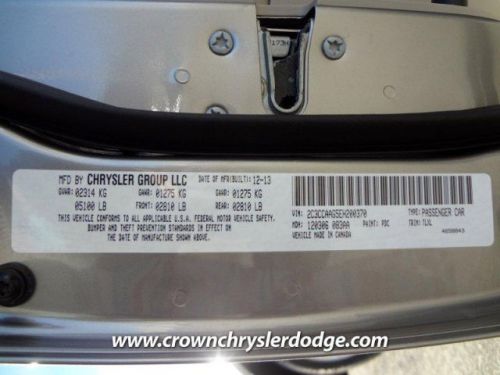 173H
MFD BY CHRYSLER GROUP LLC DATE OF MFR(BUILT): 12-13
GVWR: 02314 KG GAWR: 01275 KG GAWR: 01275 KG
05100 LB FRONT: 02810 LB REAR: 02810 LB
THIS VEHICLE CONFORMS TO ALL APPLICABLE U.S.A. FEDERAL MOTOR VEHICLE SAFETY,
BUMPER AND THEFT PREVENTION STANDARDS IN EFFECT ON
THE DATE OF MANUFACTURE SHOWN ABOVE.
VIN: 2C3CCAAG5EH200370 TYPE: PASSENGER CAR
MDH: 120306 083AA PAINT: PDC TRIM: TLXL
VEHICLE MADE IN CANADA
www.crownchryslerdodge.com